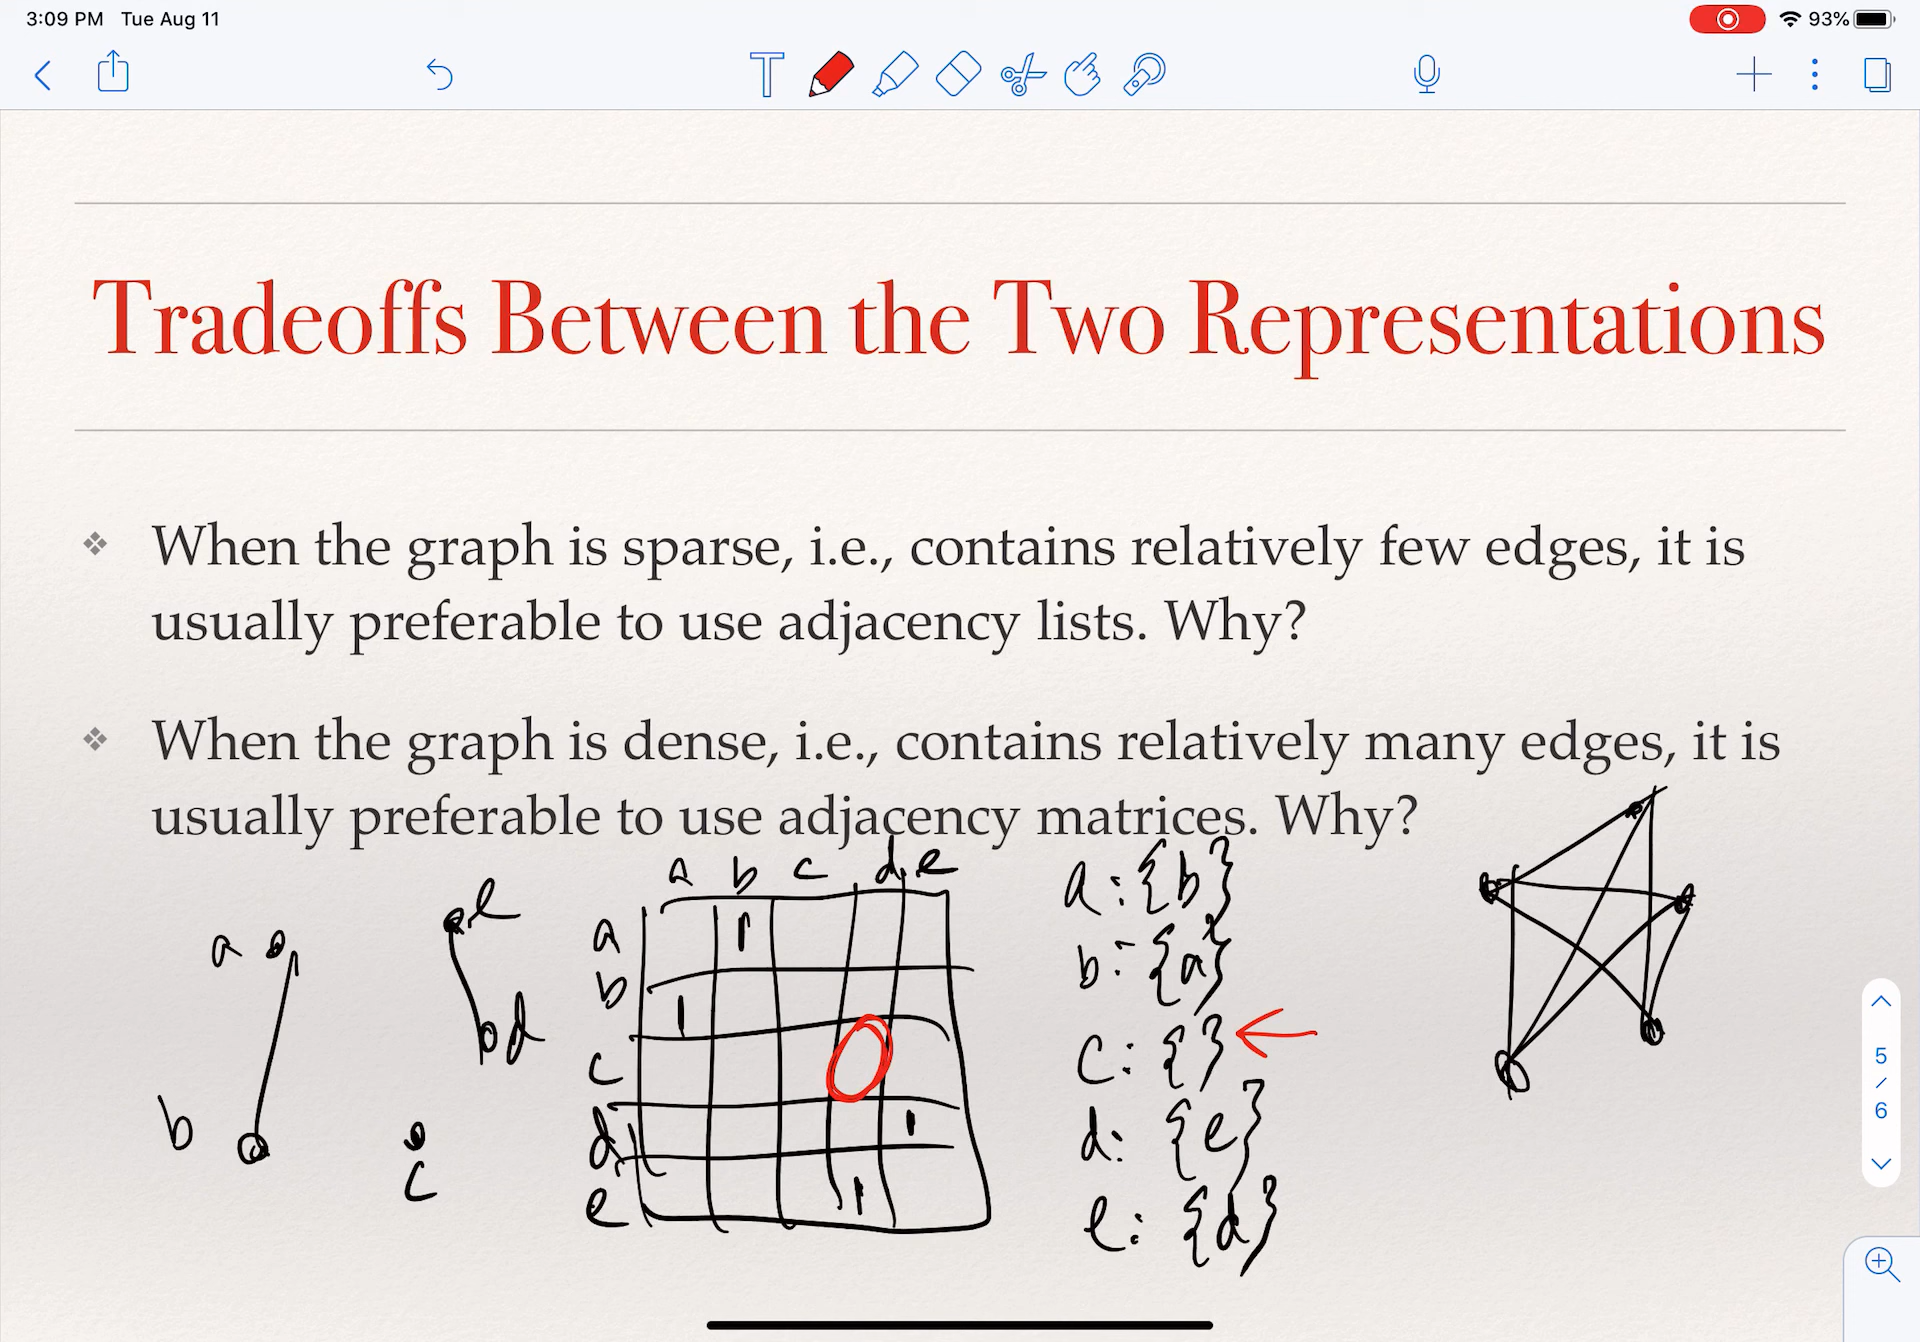 3:09 PM Tue Aug 11
93%
Tradeoffs Between the Two Representations
When the graph is sparse, i.e., contains relatively few edges, it is
usually preferable to use adjacency lists. Why?
When the graph is dense, i.e., contains relatively many edges, it is
usually preferable to use adjacency matrices. Why?
a
b
e
d
c
a b c d e
a 1
b 1
c
d 1
e 1
a: {b}
b: {a}
c: {}
d: {e}
e: {d}
5
/
6